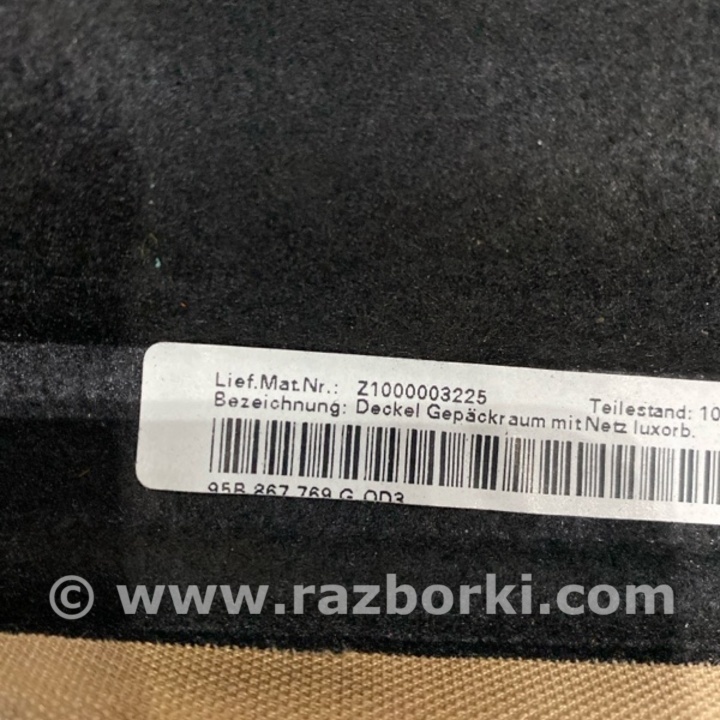 Lief.Mat.Nr.: Z1000003225 Teilestand: 10
Bezeichnung: Deckel Gepäckraum mit Netz luxorb.
95B 867 769 G OD3
© www.razborki.com